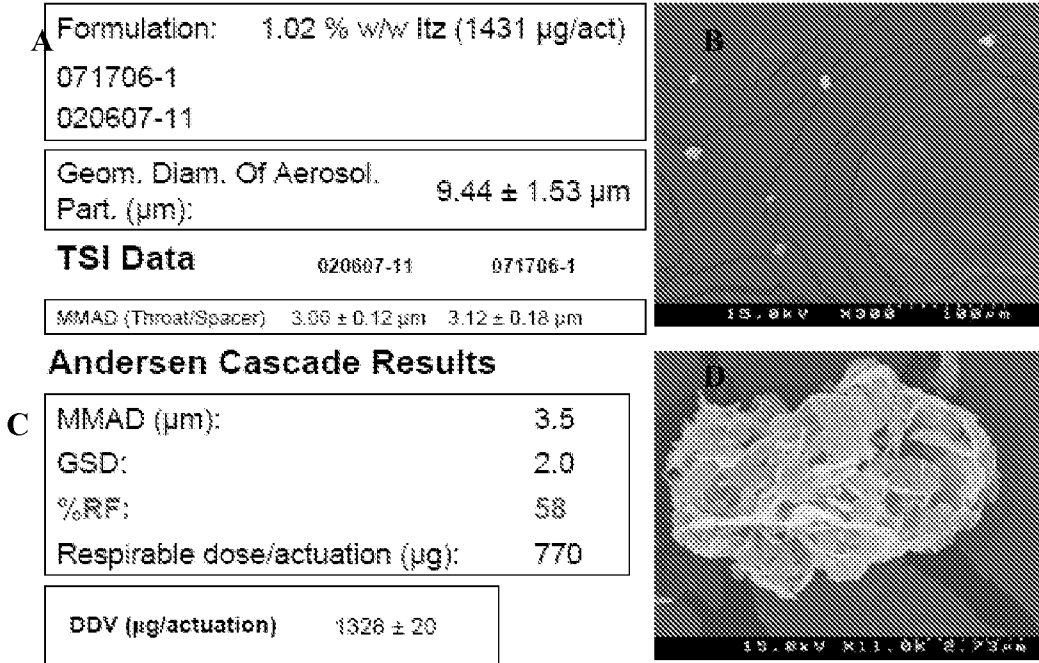 A
Formulation: 1.02 % w/w Itz (1431 μg/act)
071706-1
020607-11
Geom. Diam. Of Aerosol.
Part. (μm): 9.44 ± 1.53 μm
TSI Data 020607-11 071706-1
MMAD (Throat/Spacer) 3.06 ± 0.12 μm 3.12 ± 0.18 μm
B
15.0kV X300 100μm
Andersen Cascade Results
C
MMAD (μm): 3.5
GSD: 2.0
%RF: 58
Respirable dose/actuation (μg): 770
DDV (μg/actuation) 1326 ± 20
D
15.0kV X11.0K 2.73μm